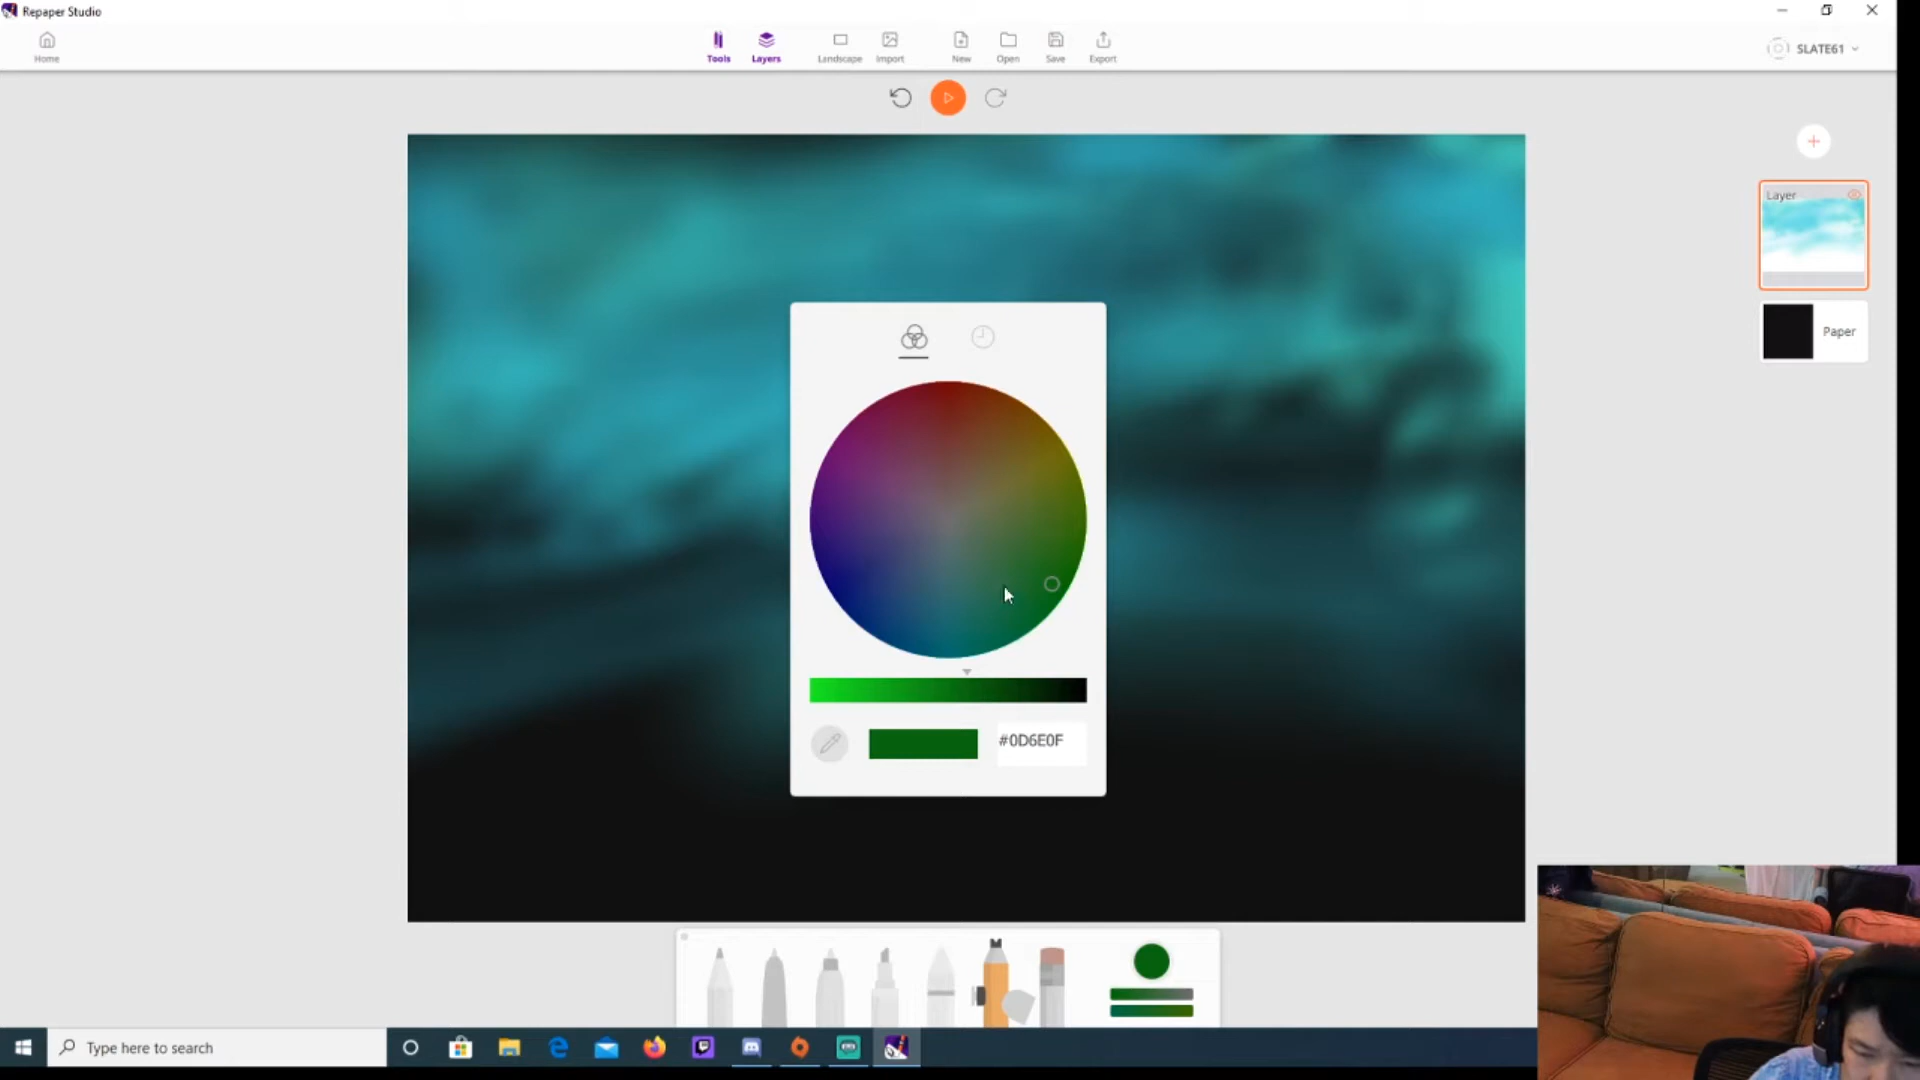 Repaper Studio
Home
Tools
Layers
Landscape
Import
New
Open
Save
Export
SLATE61
Layer
Paper
#0D6E0F
Type here to search